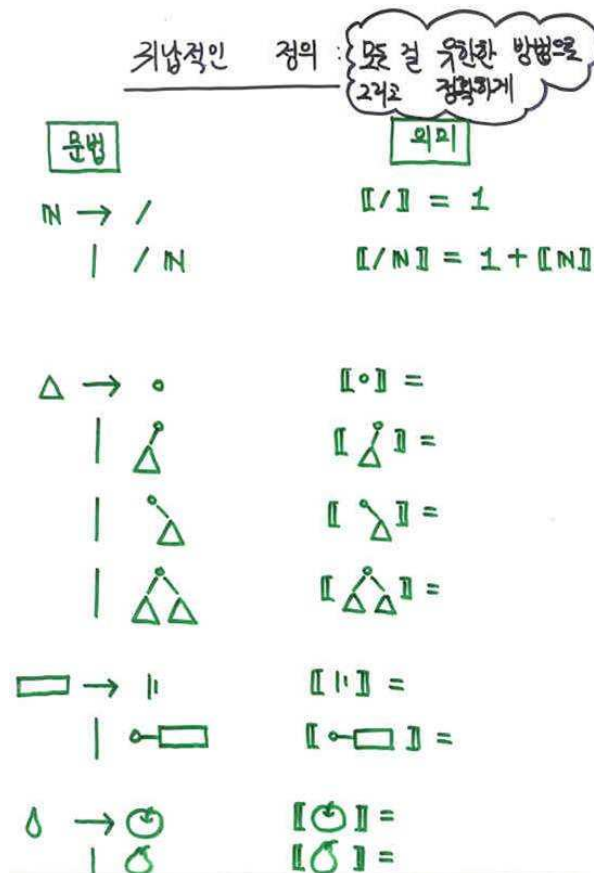 귀납적인 정의 : 모든 걸 유한한 방법으로
그리고 정확하게
문법 의미
ℕ → / ⟦/⟧ = 1
| / ℕ ⟦/ℕ⟧ = 1 + ⟦ℕ⟧
△ → ∘ ⟦∘⟧ =
| ⟦ ⟧ =
| ⟦ ⟧ =
| ⟦ ⟧ =
→ ⟦ ⟧ =
| ⟦ ⟧ =
→ ⟦ ⟧ =
| ⟦ ⟧ =